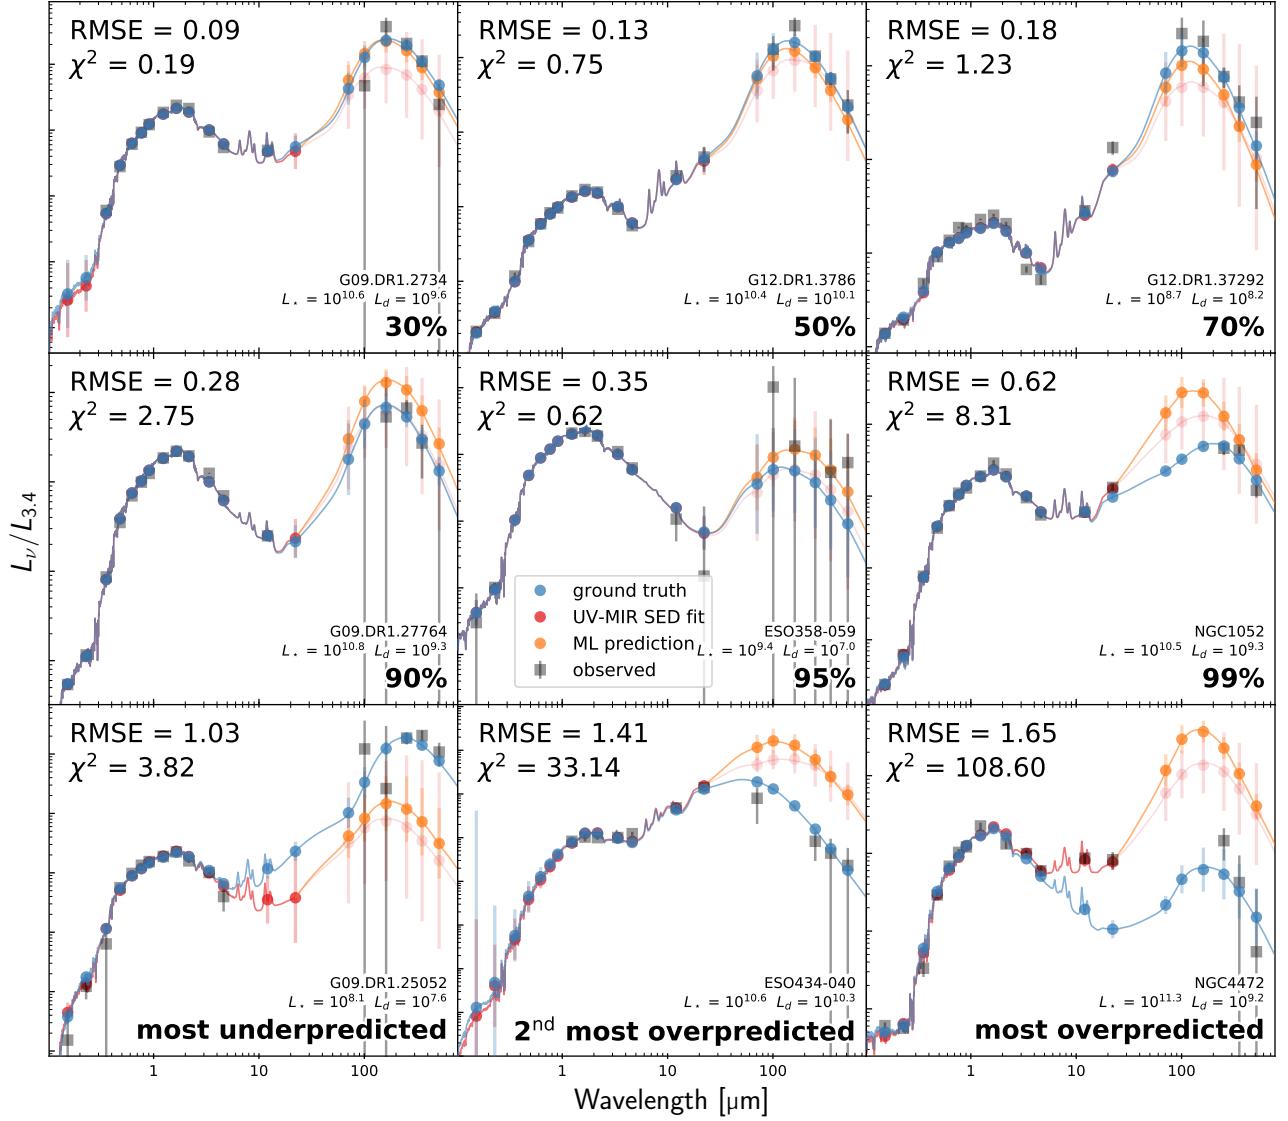 RMSE = 0.09
χ² = 0.19
G09.DR1.2734
L⋆ = 10^10.6 L_d = 10^9.6
30%
RMSE = 0.13
χ² = 0.75
G12.DR1.3786
L⋆ = 10^10.4 L_d = 10^10.1
50%
RMSE = 0.18
χ² = 1.23
G12.DR1.37292
L⋆ = 10^8.7 L_d = 10^8.2
70%
RMSE = 0.28
χ² = 2.75
G09.DR1.27764
L⋆ = 10^10.8 L_d = 10^9.3
90%
RMSE = 0.35
χ² = 0.62
ground truth
UV-MIR SED fit
ML prediction
observed
ESO358-059
L⋆ = 10^9.4 L_d = 10^7.0
95%
RMSE = 0.62
χ² = 8.31
NGC1052
L⋆ = 10^10.5 L_d = 10^9.3
99%
L_ν/L_3.4
RMSE = 1.03
χ² = 3.82
G09.DR1.25052
L⋆ = 10^8.1 L_d = 10^7.6
most underpredicted
RMSE = 1.41
χ² = 33.14
ESO434-040
L⋆ = 10^10.6 L_d = 10^10.3
2nd most overpredicted
RMSE = 1.65
χ² = 108.60
NGC4472
L⋆ = 10^11.3 L_d = 10^9.2
most overpredicted
1 10 100 1 10 100 1 10 100
Wavelength [μm]